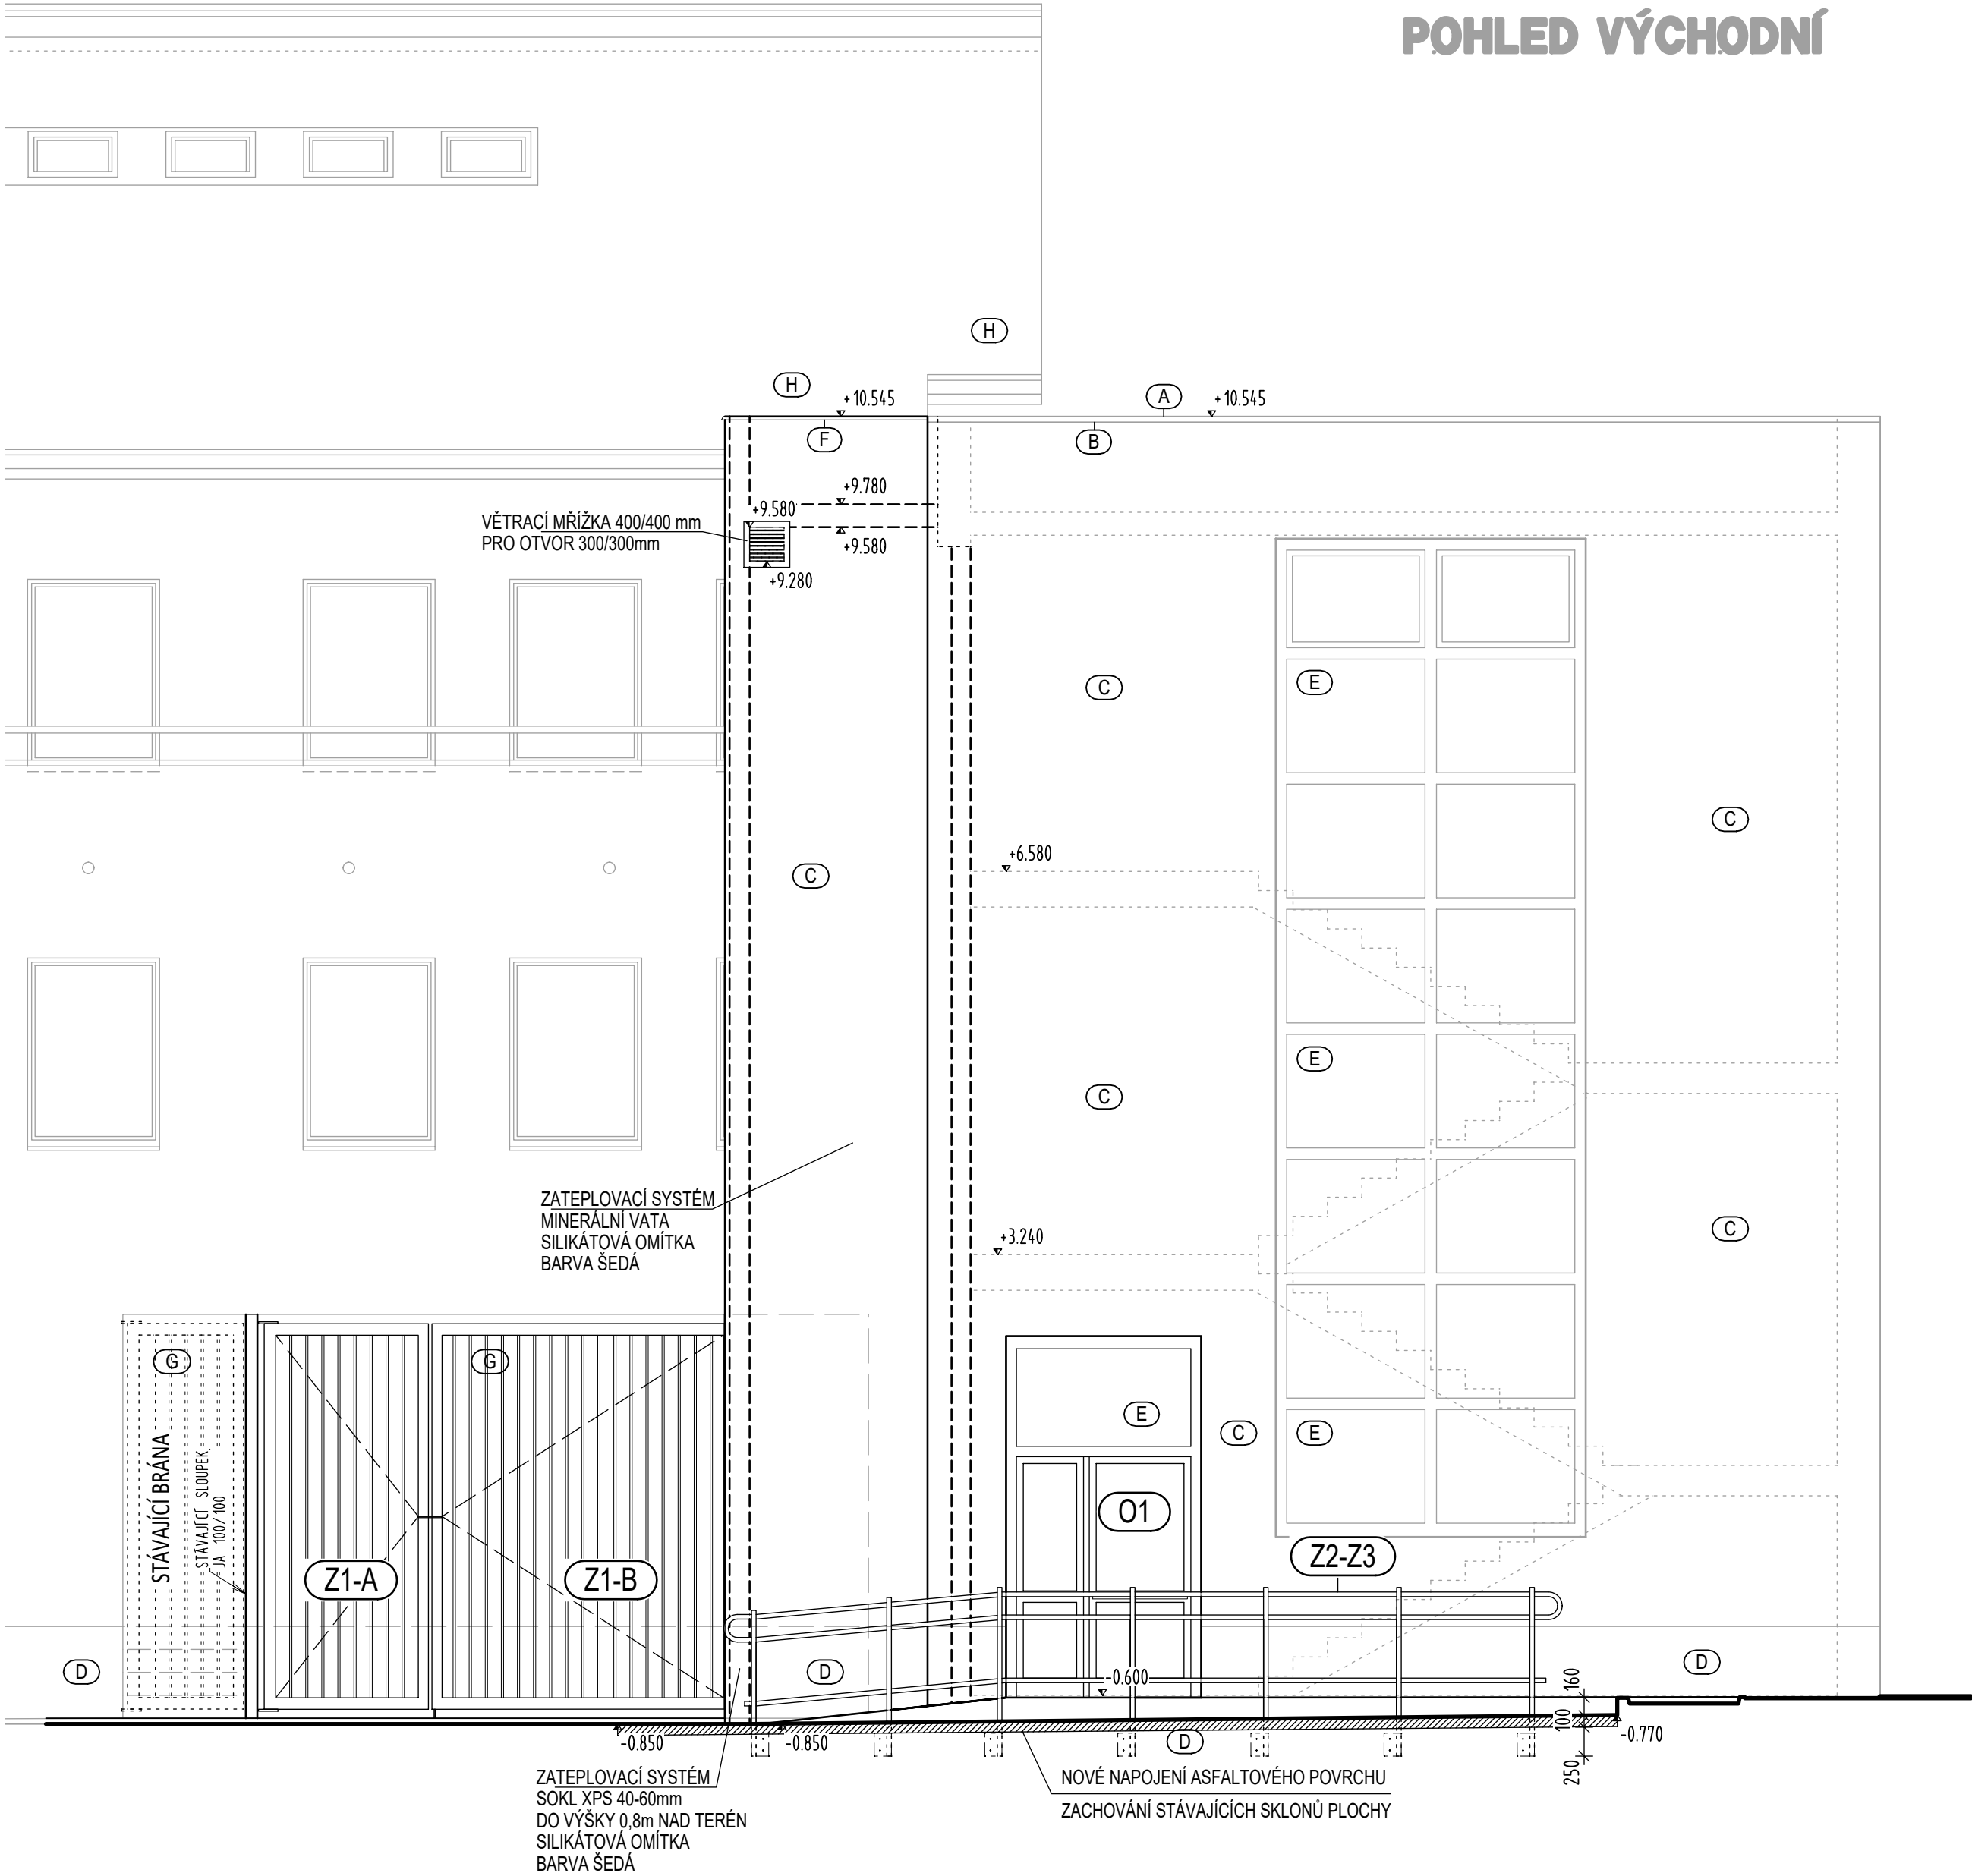 POHLED VÝCHODNÍ
H
H
+10.545
A
+10.545
F
B
+9.780
+9.580
VĚTRACÍ MŘÍŽKA 400/400 mm
PRO OTVOR 300/300mm
+9.580
+9.280
C
E
C
+6.580
C
E
C
ZATEPLOVACÍ SYSTÉM
MINERÁLNÍ VATA
SILIKÁTOVÁ OMÍTKA
BARVA ŠEDÁ
+3.240
C
G
G
E
C
E
STÁVAJÍCÍ BRÁNA
STÁVAJÍCÍ SLOUPEK
JA 100/100
O1
Z1-A
Z1-B
Z2-Z3
D
D
-0.600
D
160
100
250
-0.850
-0.850
D
-0.770
ZATEPLOVACÍ SYSTÉM
SOKL XPS 40-60mm
DO VÝŠKY 0,8m NAD TERÉN
SILIKÁTOVÁ OMÍTKA
BARVA ŠEDÁ
NOVÉ NAPOJENÍ ASFALTOVÉHO POVRCHU
ZACHOVÁNÍ STÁVAJÍCÍCH SKLONŮ PLOCHY